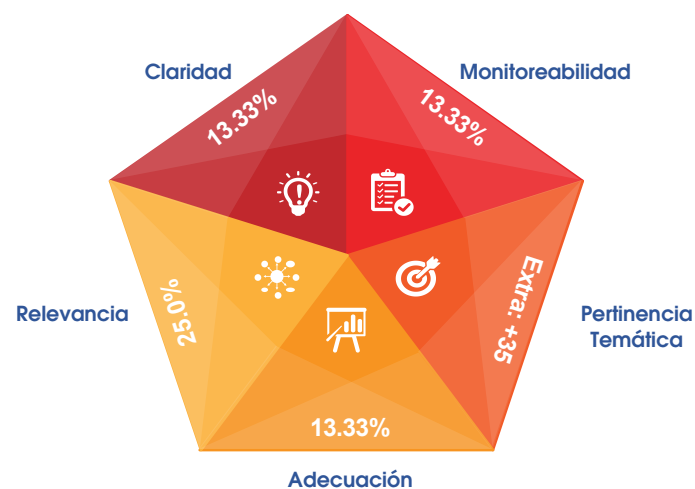 Claridad
Monitoreabilidad
13.33%
13.33%
Relevancia
25.0%
Extra: +35
Pertinencia
Temática
13.33%
Adecuación